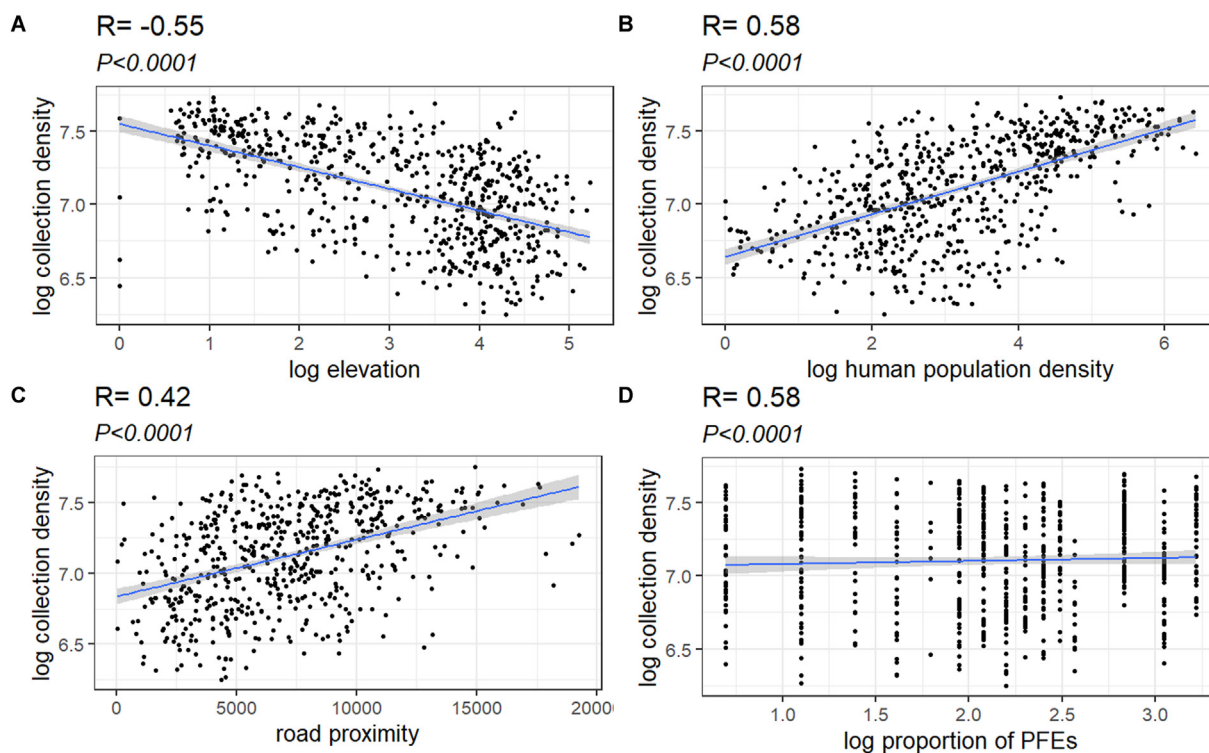 A
R= -0.55
P<0.0001
log collection density
7.5
7.0
6.5
0 1 2 3 4 5
log elevation
B
R= 0.58
P<0.0001
log collection density
7.5
7.0
6.5
0 2 4 6
log human population density
C
R= 0.42
P<0.0001
log collection density
7.5
7.0
6.5
0 5000 10000 15000 2000
road proximity
D
R= 0.58
P<0.0001
log collection density
7.5
7.0
6.5
1.0 1.5 2.0 2.5 3.0
log proportion of PFEs